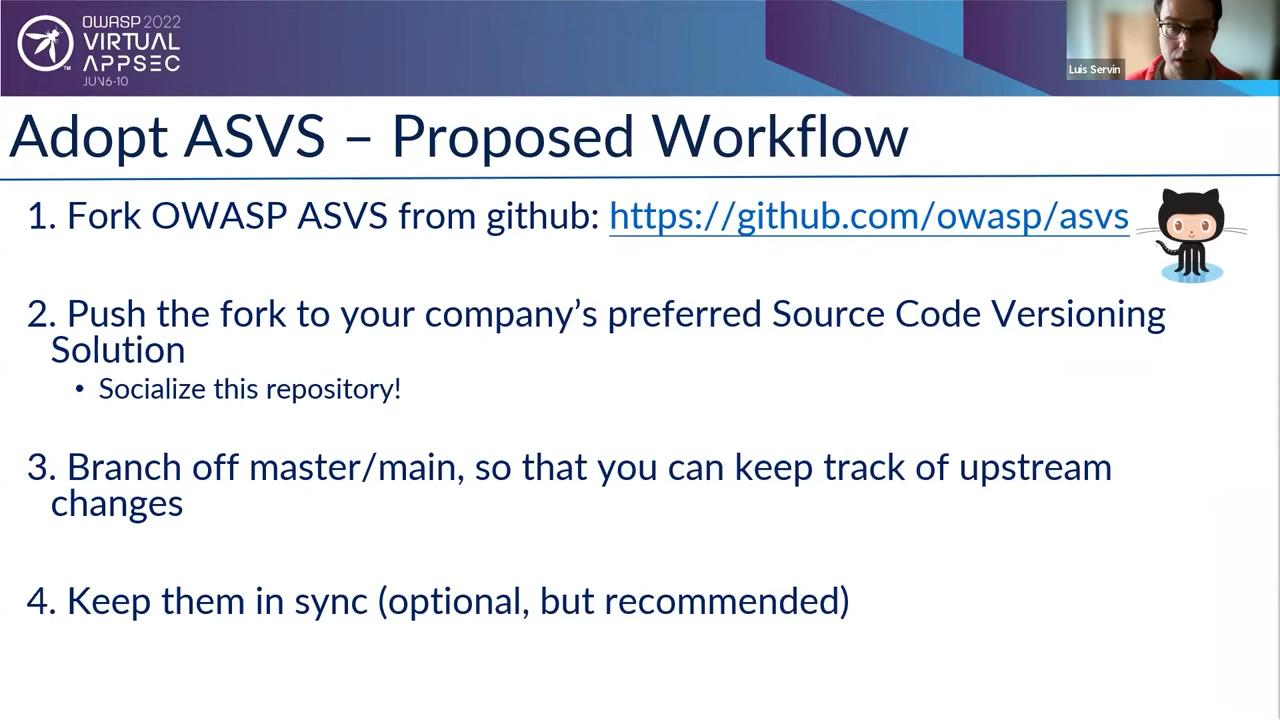 OWASP 2022
VIRTUAL
APPSEC
JUN6-10
TM
Luis Servin
Adopt ASVS – Proposed Workflow
1. Fork OWASP ASVS from github: https://github.com/owasp/asvs
2. Push the fork to your company’s preferred Source Code Versioning
Solution
• Socialize this repository!
3. Branch off master/main, so that you can keep track of upstream
changes
4. Keep them in sync (optional, but recommended)